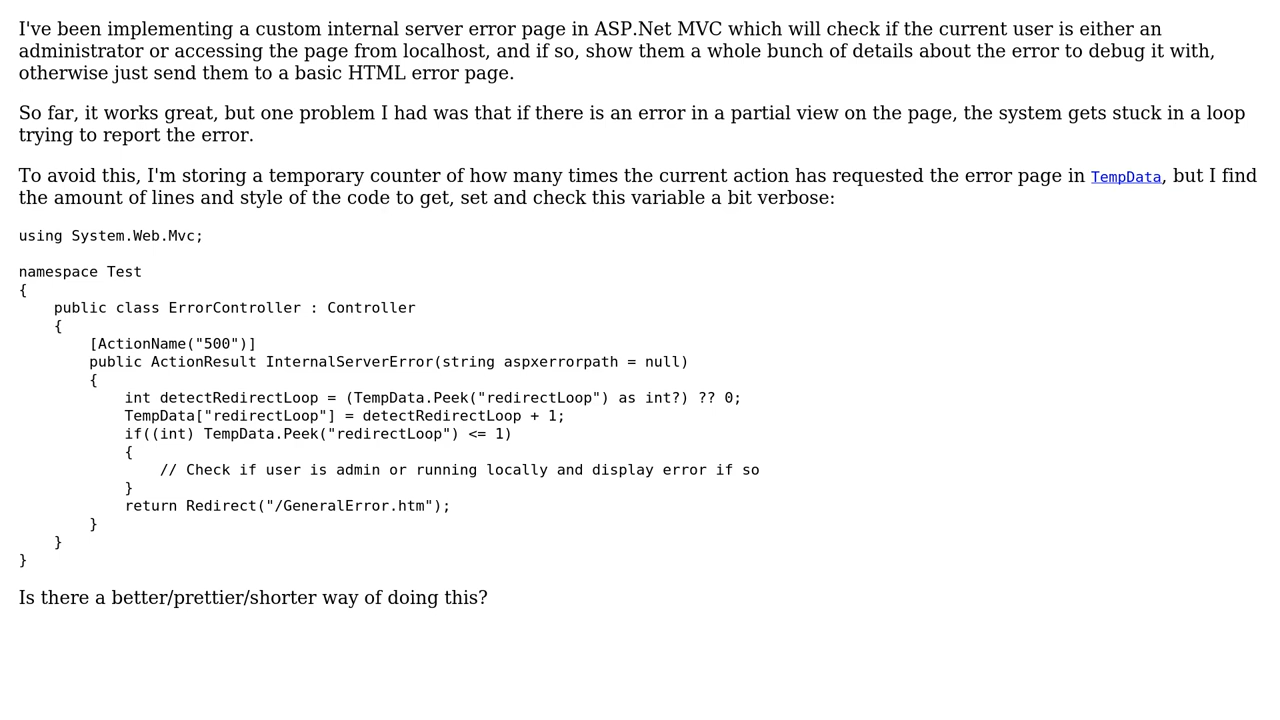 I've been implementing a custom internal server error page in ASP.Net MVC which will check if the current user is either an
administrator or accessing the page from localhost, and if so, show them a whole bunch of details about the error to debug it with,
otherwise just send them to a basic HTML error page.
So far, it works great, but one problem I had was that if there is an error in a partial view on the page, the system gets stuck in a loop
trying to report the error.
To avoid this, I'm storing a temporary counter of how many times the current action has requested the error page in TempData, but I find
the amount of lines and style of the code to get, set and check this variable a bit verbose:
using System.Web.Mvc;
namespace Test
{
    public class ErrorController : Controller
    {
        [ActionName("500")]
        public ActionResult InternalServerError(string aspxerrorpath = null)
        {
            int detectRedirectLoop = (TempData.Peek("redirectLoop") as int?) ?? 0;
            TempData["redirectLoop"] = detectRedirectLoop + 1;
            if((int) TempData.Peek("redirectLoop") <= 1)
            {
                // Check if user is admin or running locally and display error if so
            }
            return Redirect("/GeneralError.htm");
        }
    }
}
Is there a better/prettier/shorter way of doing this?